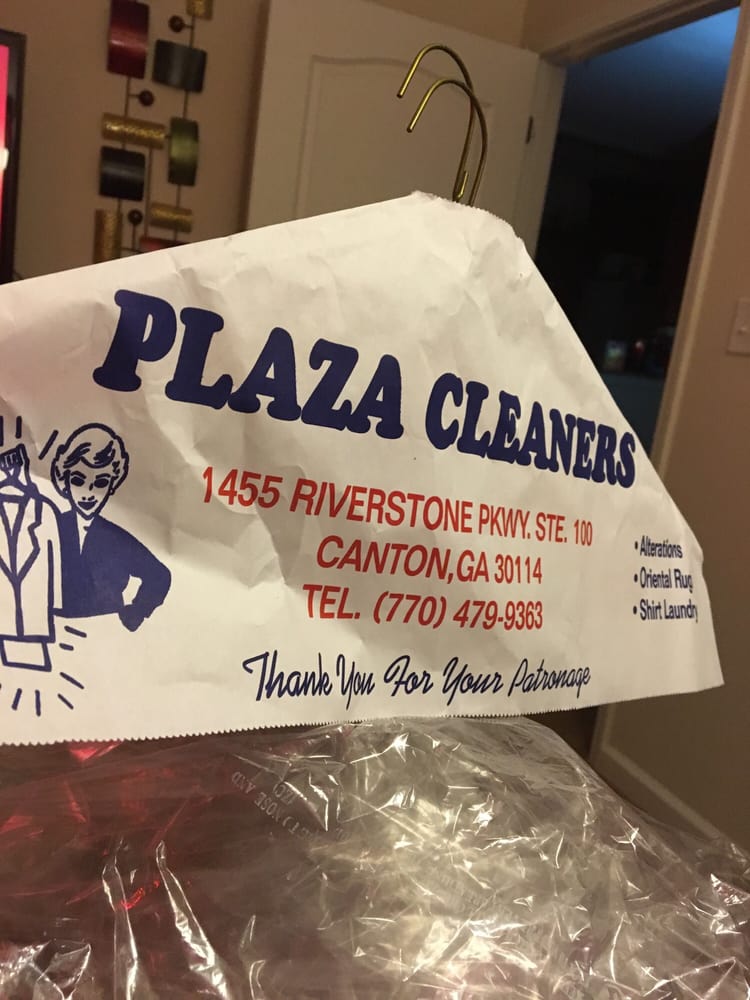 PLAZA CLEANERS
1455 RIVERSTONE PKWY. STE. 100
CANTON, GA 30114
TEL. (770) 479-9363
Thank You For Your Patronage
• Alterations
• Oriental Rug
• Shirt Laundry